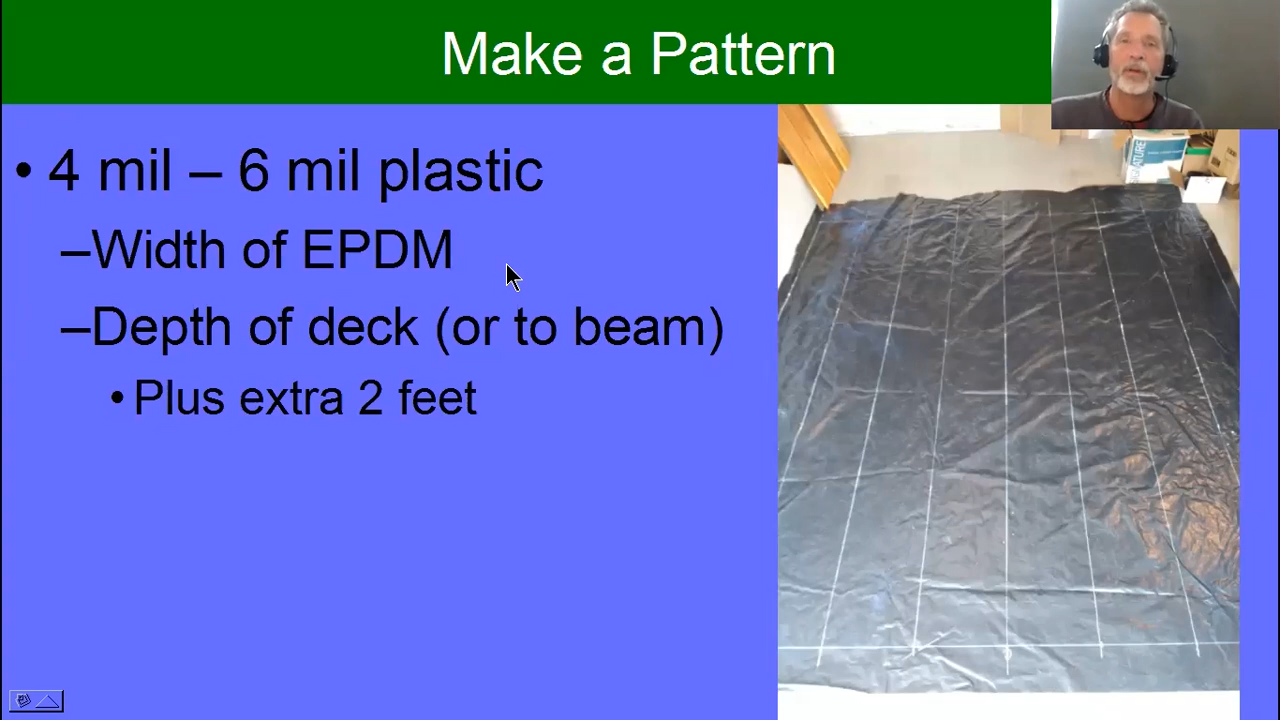 Make a Pattern
• 4 mil – 6 mil plastic
–Width of EPDM
–Depth of deck (or to beam)
• Plus extra 2 feet
SIGNATURE